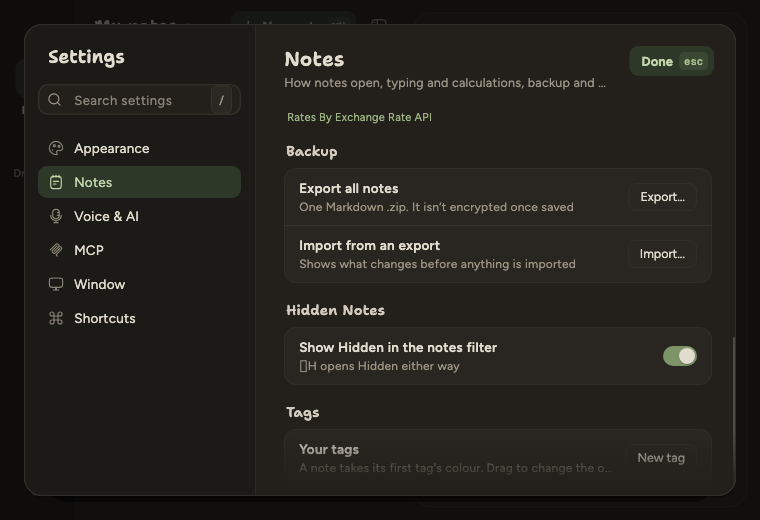 Settings
Search settings
/
Appearance
Notes
Voice & AI
MCP
Window
Shortcuts
Notes
How notes open, typing and calculations, backup and ...
Done esc
Rates By Exchange Rate API
Backup
Export all notes
One Markdown .zip. It isn't encrypted once saved
Export...
Import from an export
Shows what changes before anything is imported
Import...
Hidden Notes
Show Hidden in the notes filter
▯H opens Hidden either way
Tags
Your tags
A note takes its first tag's colour. Drag to change the o...
New tag